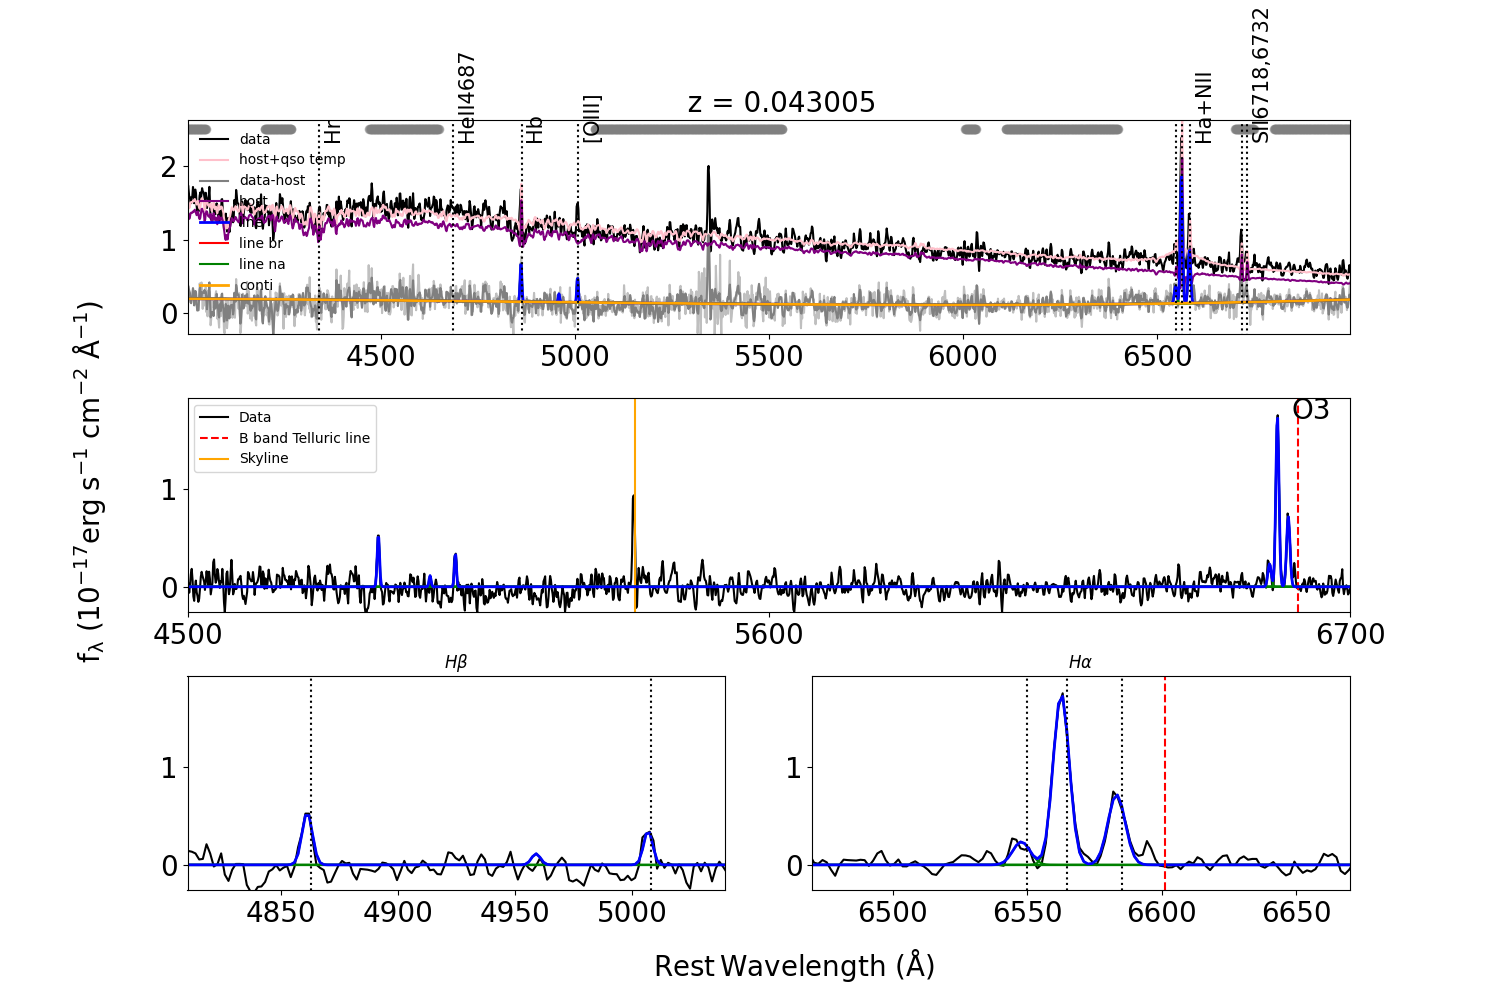 z = 0.043005
Hr
HeII4687
Hb
[OIII]
Ha+NII
SII6718,6732
data
host+qso temp
data-host
host
line
line br
line na
conti
2
1
0
4500 5000 5500 6000 6500
fλ (10⁻¹⁷erg s⁻¹ cm⁻² Å⁻¹)
Data
B band Telluric line
Skyline
O3
1
0
4500 5600 6700
Hβ
1
0
4850 4900 4950 5000
Hα
1
0
6500 6550 6600 6650
Rest Wavelength (Å)